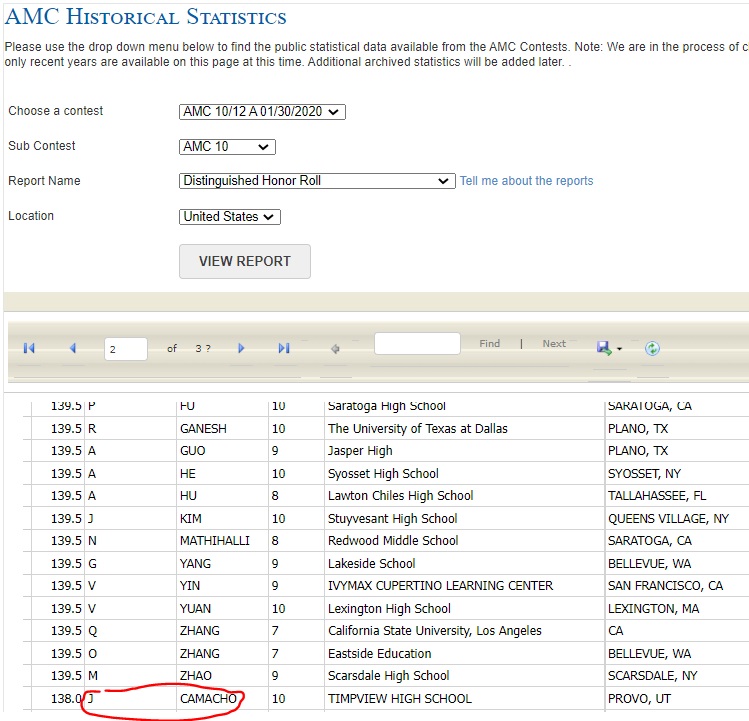 AMC HISTORICAL STATISTICS
Please use the drop down menu below to find the public statistical data available from the AMC Contests. Note: We are in the process of c
only recent years are available on this page at this time. Additional archived statistics will be added later. .
Choose a contest AMC 10/12 A 01/30/2020
Sub Contest AMC 10
Report Name Distinguished Honor Roll Tell me about the reports
Location United States
VIEW REPORT
2 of 3 ? Find | Next
139.5 P FU 10 Saratoga High School SARATOGA, CA
139.5 R GANESH 10 The University of Texas at Dallas PLANO, TX
139.5 A GUO 9 Jasper High PLANO, TX
139.5 A HE 10 Syosset High School SYOSSET, NY
139.5 A HU 8 Lawton Chiles High School TALLAHASSEE, FL
139.5 J KIM 10 Stuyvesant High School QUEENS VILLAGE, NY
139.5 N MATHIHALLI 8 Redwood Middle School SARATOGA, CA
139.5 G YANG 9 Lakeside School BELLEVUE, WA
139.5 V YIN 9 IVYMAX CUPERTINO LEARNING CENTER SAN FRANCISCO, CA
139.5 V YUAN 10 Lexington High School LEXINGTON, MA
139.5 Q ZHANG 7 California State University, Los Angeles CA
139.5 O ZHANG 7 Eastside Education BELLEVUE, WA
139.5 M ZHAO 9 Scarsdale High School SCARSDALE, NY
138.0 J CAMACHO 10 TIMPVIEW HIGH SCHOOL PROVO, UT